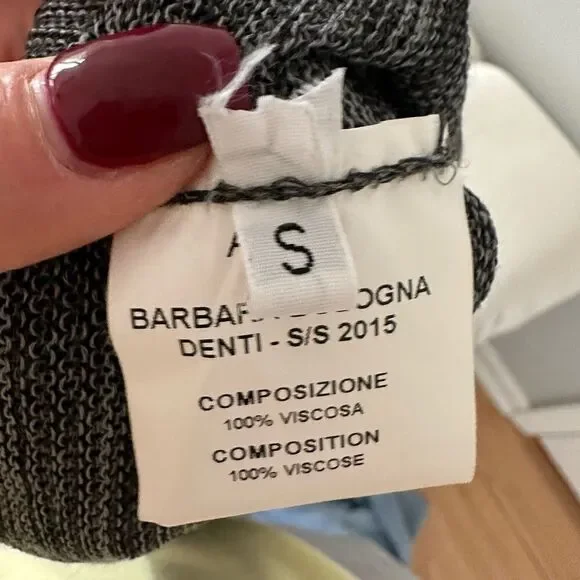 S
DENTI - S/S 2015
COMPOSIZIONE
100% VISCOSA
COMPOSITION
100% VISCOSE